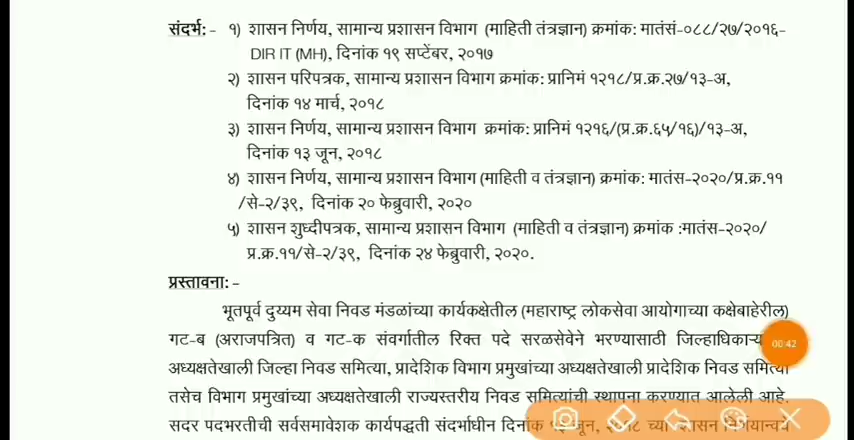 संदर्भ: - १) शासन निर्णय, सामान्य प्रशासन विभाग (माहिती तंत्रज्ञान) क्रमांक: मातंसं-०८८/२७/२०१६-
DIR IT (MH), दिनांक १९ सप्टेंबर, २०१७
२) शासन परिपत्रक, सामान्य प्रशासन विभाग क्रमांक: प्रानिमं १२१८/प्र.क्र.२७/१३-अ,
दिनांक १४ मार्च, २०१८
३) शासन निर्णय, सामान्य प्रशासन विभाग क्रमांक: प्रानिमं १२१६/(प्र.क्र.६५/१६)/१३-अ,
दिनांक १३ जून, २०१८
४) शासन निर्णय, सामान्य प्रशासन विभाग (माहिती व तंत्रज्ञान) क्रमांक: मातंस-२०२०/प्र.क्र.११
/से-२/३९, दिनांक २० फेब्रुवारी, २०२०
५) शासन शुध्दीपत्रक, सामान्य प्रशासन विभाग (माहिती व तंत्रज्ञान) क्रमांक :मातंस-२०२०/
प्र.क्र.११/से-२/३९, दिनांक २४ फेब्रुवारी, २०२०.
प्रस्तावना: -
भूतपूर्व दुय्यम सेवा निवड मंडळांच्या कार्यकक्षेतील (महाराष्ट्र लोकसेवा आयोगाच्या कक्षेबाहेरील)
गट-ब (अराजपत्रित) व गट-क संवर्गातील रिक्त पदे सरळसेवेने भरण्यासाठी
00:42
अध्यक्षतेखाली जिल्हा निवड समित्या, प्रादेशिक विभाग प्रमुखांच्या अध्यक्षतेखाली प्रादेशिक निवड समित्या
तसेच विभाग प्रमुखांच्या अध्यक्षतेखाली राज्यस्तरीय निवड समित्यांची स्थापना करण्यात आलेली आहे.
सदर पदभरतीची सर्वसमावेशक कार्यपद्धती संदर्भाधीन दिनांक जून, च्या